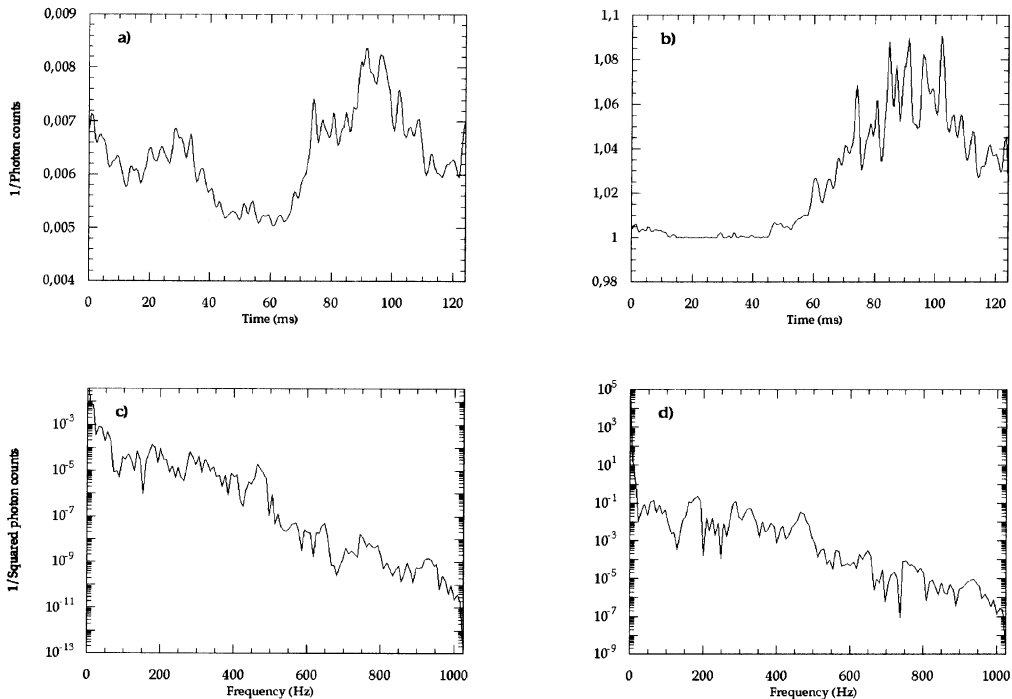 a)
0,009
0,008
0,007
0,006
0,005
0,004
1/Photon counts
0 20 40 60 80 100 120
Time (ms)
b)
1,1
1,08
1,06
1,04
1,02
1
0,98
0 20 40 60 80 100 120
Time (ms)
c)
10-3
10-5
10-7
10-9
10-11
10-13
1/Squared photon counts
0 200 400 600 800 1000
Frequency (Hz)
d)
105
103
101
10-1
10-3
10-5
10-7
10-9
0 200 400 600 800 1000
Frequency (Hz)